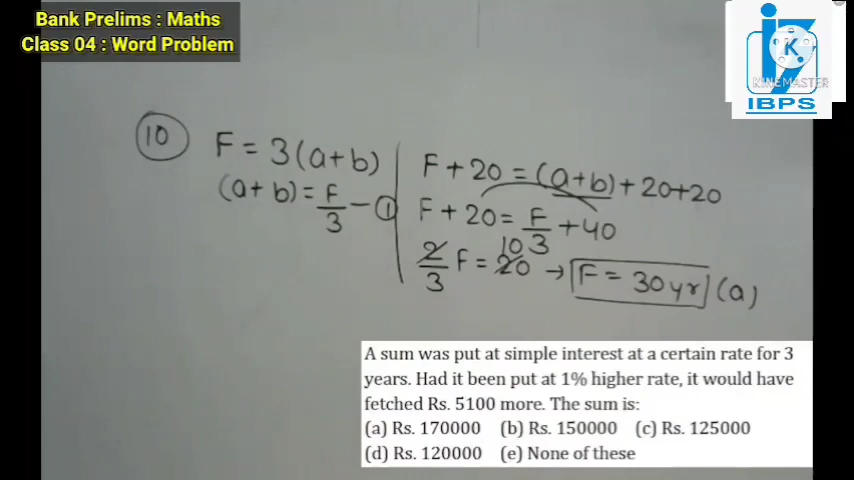 Bank Prelims : Maths
Class 04 : Word Problem
K
KINEMASTER
IBPS
10
F = 3(a+b)
(a+b) = F/3 — ①
F + 20 = (a+b) + 20+20
F + 20 = F/3 + 40
2/3 F = 20 10 → F = 30yr (a)
A sum was put at simple interest at a certain rate for 3
years. Had it been put at 1% higher rate, it would have
fetched Rs. 5100 more. The sum is:
(a) Rs. 170000 (b) Rs. 150000 (c) Rs. 125000
(d) Rs. 120000 (e) None of these